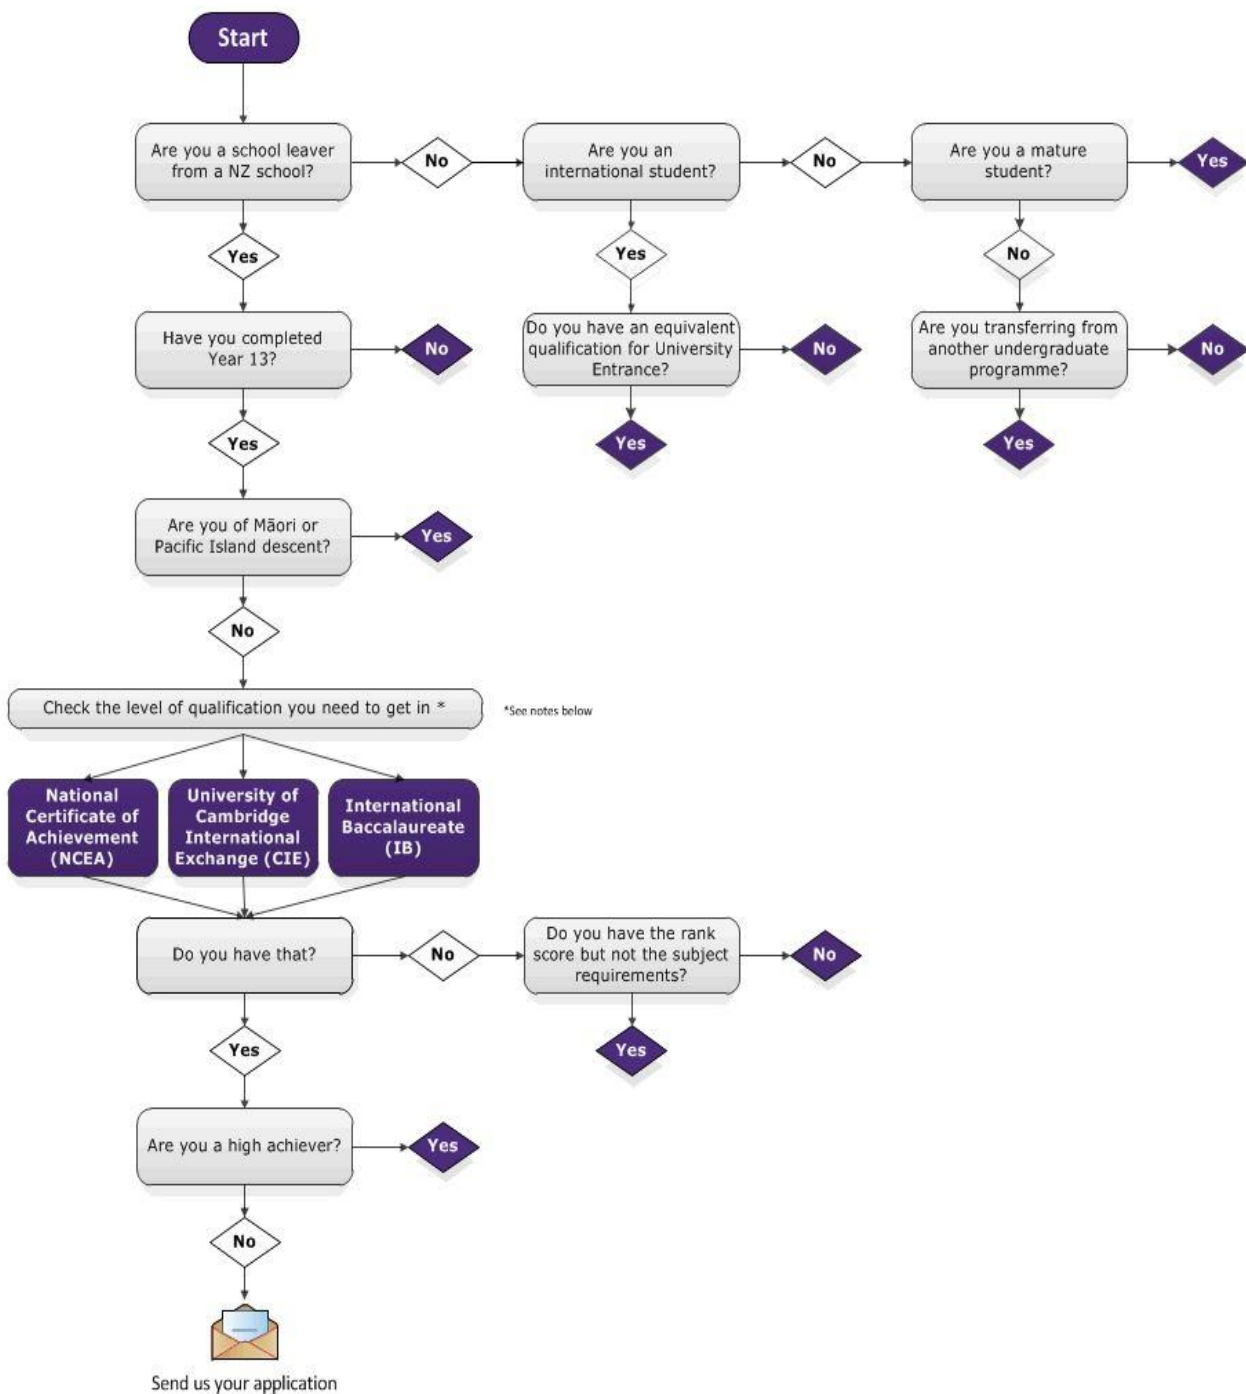 Start
Are you a school leaver
from a NZ school?
No
Are you an
international student?
No
Are you a mature
student?
Yes
Yes
Yes
No
Have you completed
Year 13?
No
Do you have an equivalent
qualification for University
Entrance?
No
Are you transferring from
another undergraduate
programme?
No
Yes
Yes
Yes
Are you of Māori or
Pacific Island descent?
Yes
No
Check the level of qualification you need to get in *
*See notes below
National
Certificate of
Achievement
(NCEA)
University of
Cambridge
International
Exchange (CIE)
International
Baccalaureate
(IB)
Do you have that?
No
Do you have the rank
score but not the subject
requirements?
No
Yes
Yes
Are you a high achiever?
Yes
No
Send us your application